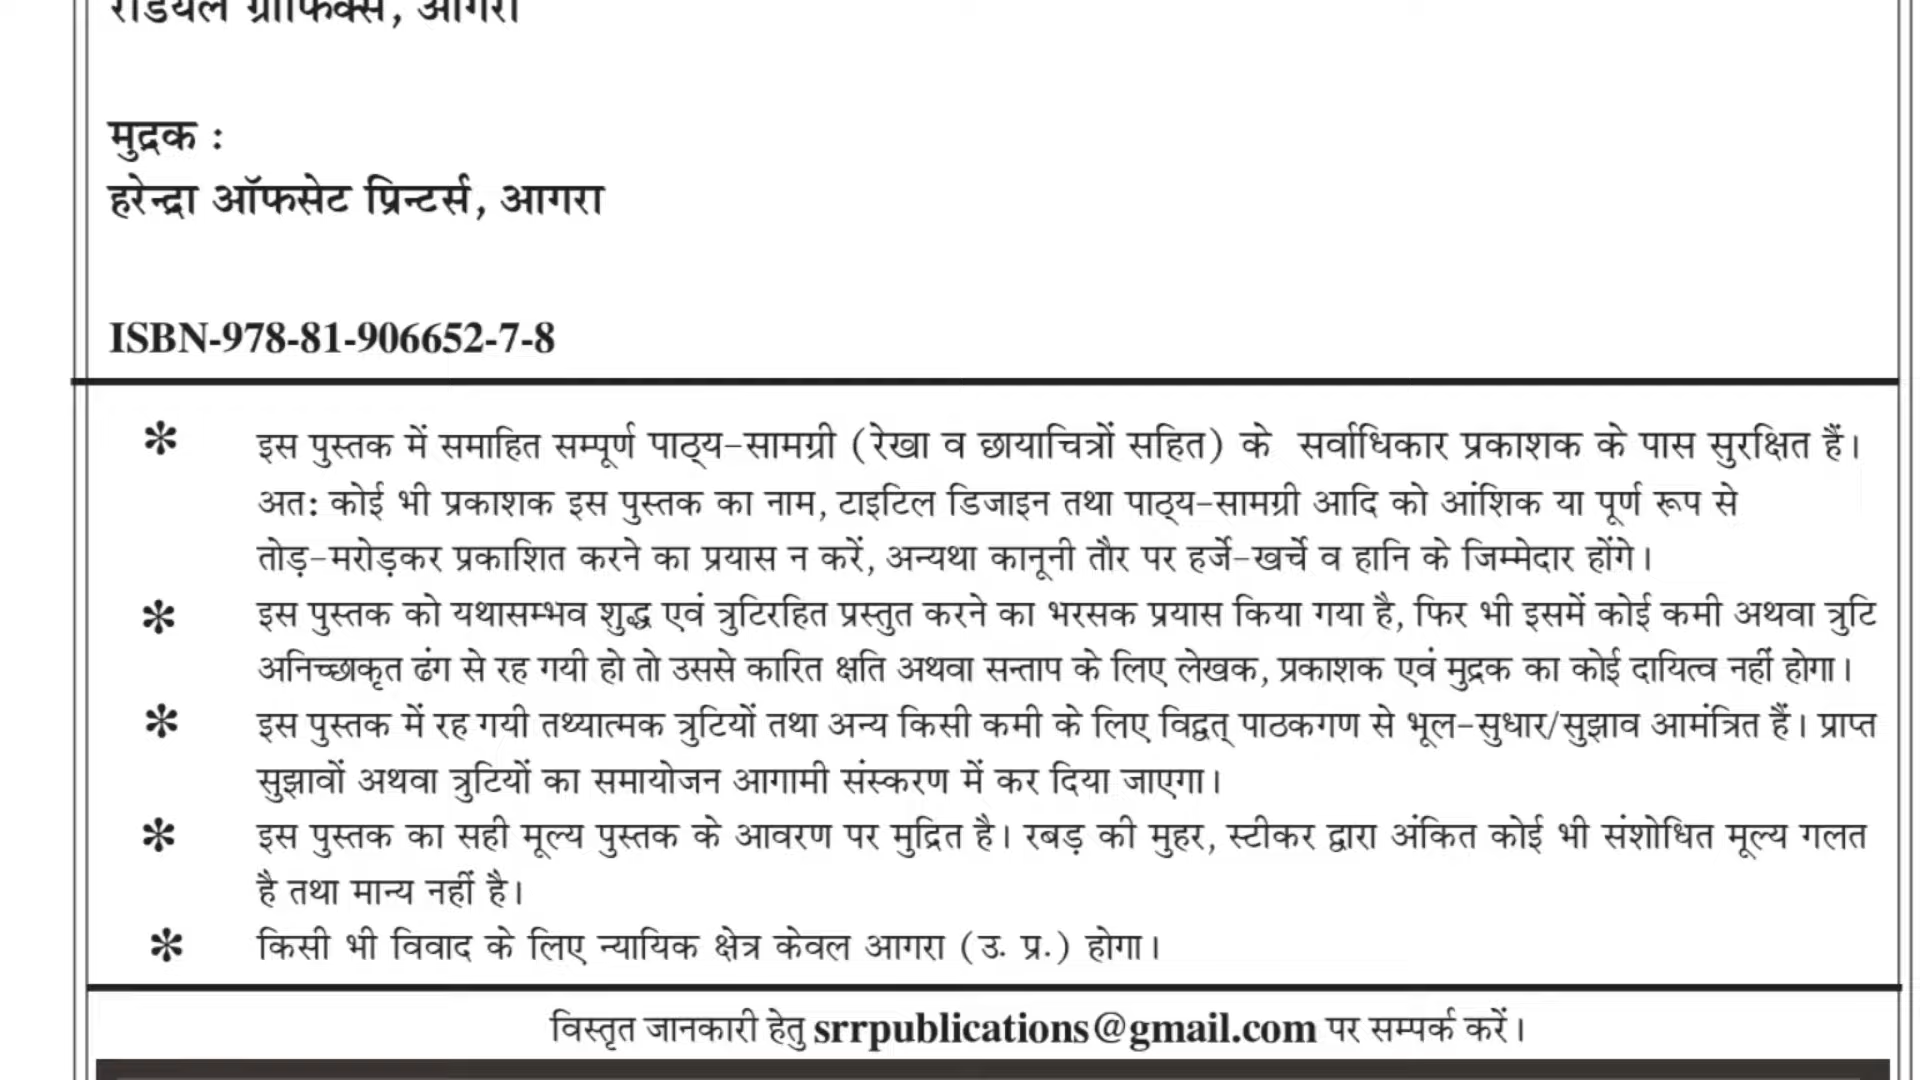 रेडियल ग्राफिक्स, आगरा
मुद्रक :
हरेन्द्रा ऑफसेट प्रिन्टर्स, आगरा
ISBN-978-81-906652-7-8
* इस पुस्तक में समाहित सम्पूर्ण पाठ्य-सामग्री (रेखा व छायाचित्रों सहित) के सर्वाधिकार प्रकाशक के पास सुरक्षित हैं।
अतः कोई भी प्रकाशक इस पुस्तक का नाम, टाइटिल डिजाइन तथा पाठ्य-सामग्री आदि को आंशिक या पूर्ण रूप से
तोड़-मरोड़कर प्रकाशित करने का प्रयास न करें, अन्यथा कानूनी तौर पर हर्जे-खर्चे व हानि के जिम्मेदार होंगे।
* इस पुस्तक को यथासम्भव शुद्ध एवं त्रुटिरहित प्रस्तुत करने का भरसक प्रयास किया गया है, फिर भी इसमें कोई कमी अथवा त्रुटि
अनिच्छाकृत ढंग से रह गयी हो तो उससे कारित क्षति अथवा सन्ताप के लिए लेखक, प्रकाशक एवं मुद्रक का कोई दायित्व नहीं होगा।
* इस पुस्तक में रह गयी तथ्यात्मक त्रुटियों तथा अन्य किसी कमी के लिए विद्वत् पाठकगण से भूल-सुधार/सुझाव आमंत्रित हैं। प्राप्त
सुझावों अथवा त्रुटियों का समायोजन आगामी संस्करण में कर दिया जाएगा।
* इस पुस्तक का सही मूल्य पुस्तक के आवरण पर मुद्रित है। रबड़ की मुहर, स्टीकर द्वारा अंकित कोई भी संशोधित मूल्य गलत
है तथा मान्य नहीं है।
* किसी भी विवाद के लिए न्यायिक क्षेत्र केवल आगरा (उ. प्र.) होगा।
विस्तृत जानकारी हेतु srrpublications@gmail.com पर सम्पर्क करें।